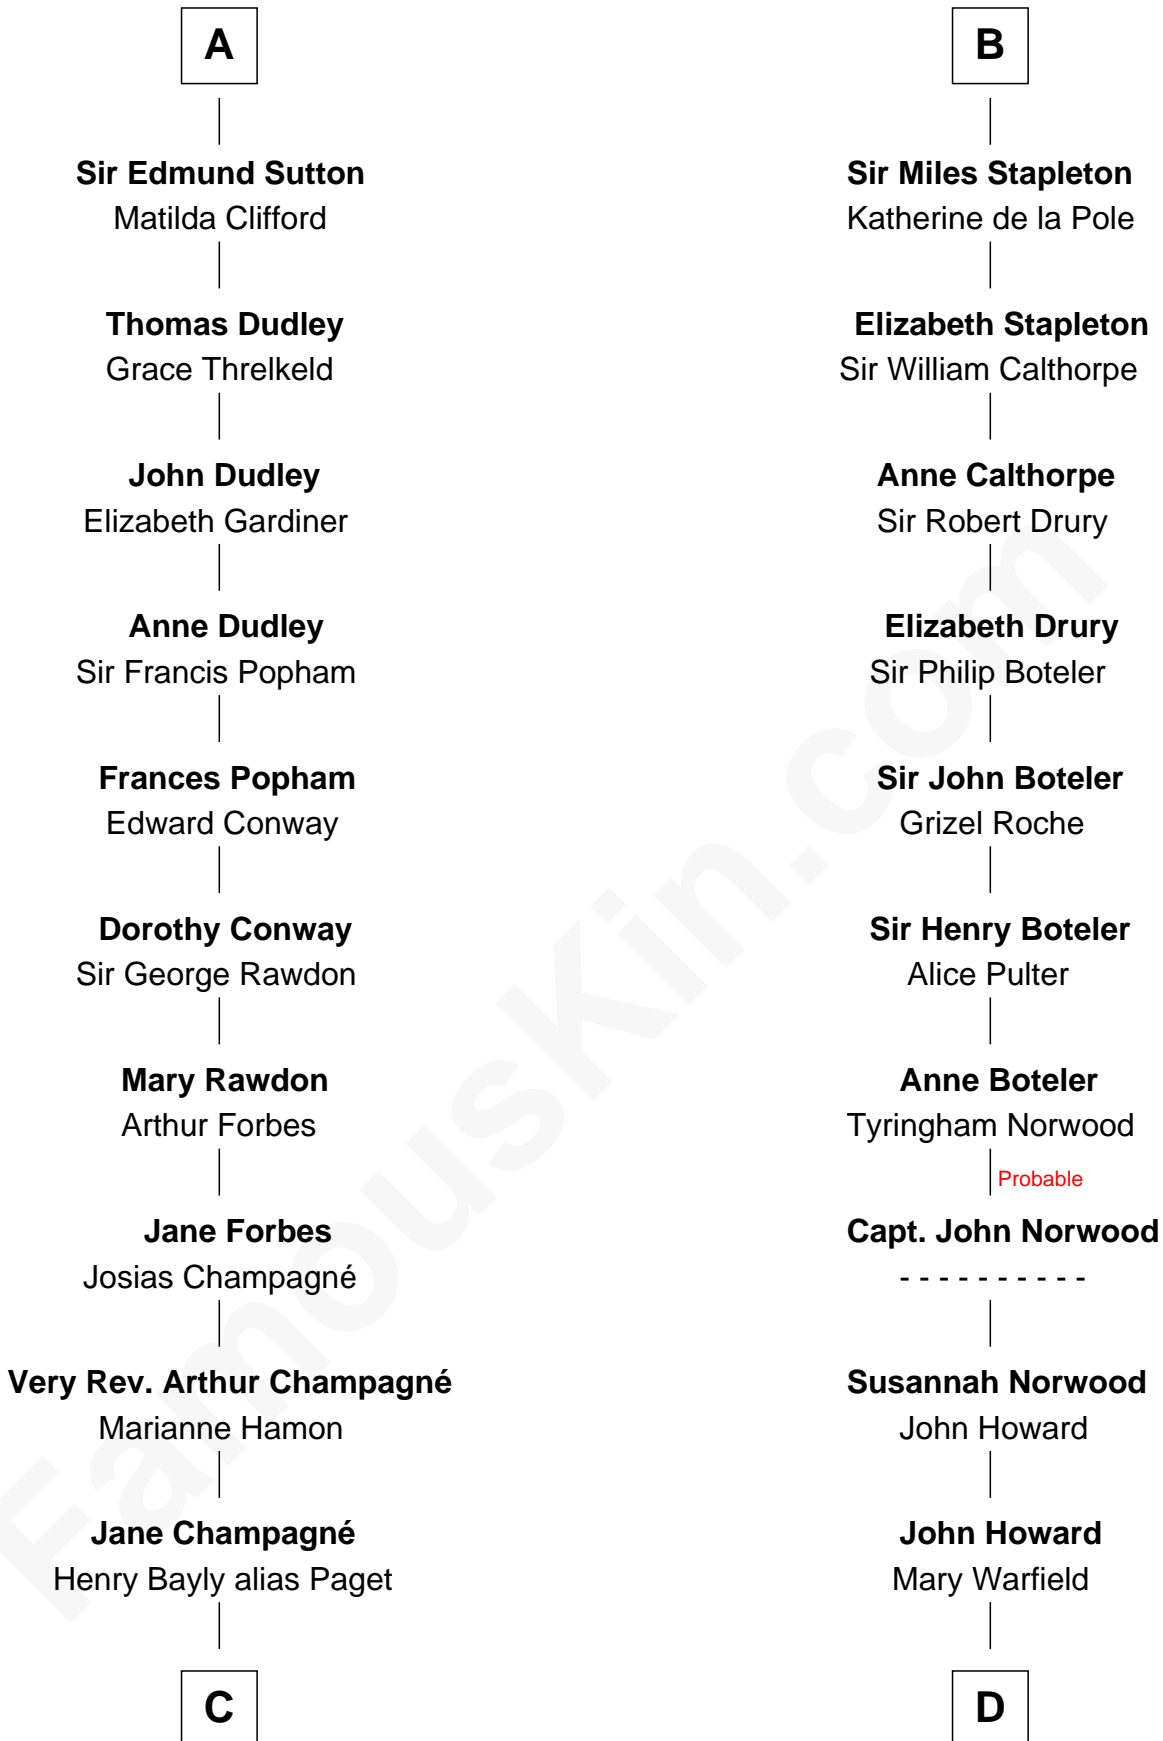 A
Sir Edmund Sutton
Matilda Clifford
Thomas Dudley
Grace Threlkeld
John Dudley
Elizabeth Gardiner
Anne Dudley
Sir Francis Popham
Frances Popham
Edward Conway
Dorothy Conway
Sir George Rawdon
Mary Rawdon
Arthur Forbes
Jane Forbes
Josias Champagné
Very Rev. Arthur Champagné
Marianne Hamon
Jane Champagné
Henry Bayly alias Paget
C
B
Sir Miles Stapleton
Katherine de la Pole
Elizabeth Stapleton
Sir William Calthorpe
Anne Calthorpe
Sir Robert Drury
Elizabeth Drury
Sir Philip Boteler
Sir John Boteler
Grizel Roche
Sir Henry Boteler
Alice Pulter
Anne Boteler
Tyringham Norwood
Probable
Capt. John Norwood
- - - - - - - - - -
Susannah Norwood
John Howard
John Howard
Mary Warfield
D
FamousKin.com